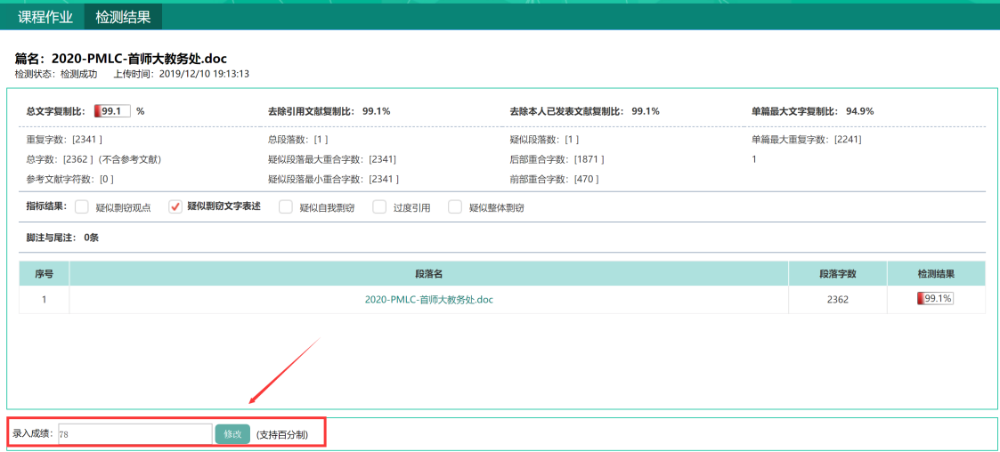 课程作业 检测结果
篇名：2020-PMLC-首师大教务处.doc
检测状态：检测成功 上传时间：2019/12/10 19:13:13
总文字复制比： 99.1 % 去除引用文献复制比： 99.1% 去除本人已发表文献复制比： 99.1% 单篇最大文字复制比： 94.9%
重复字数：[2341 ] 总段落数：[1 ] 疑似段落数：[1 ] 单篇最大重复字数：[2241]
总字数：[2362 ]（不含参考文献） 疑似段落最大重合字数：[2341] 后部重合字数：[1871 ] 1
参考文献字符数：[0 ] 疑似段落最小重合字数：[2341 ] 前部重合字数：[470 ]
指标结果： 疑似剽窃观点 疑似剽窃文字表述 疑似自我剽窃 过度引用 疑似整体剽窃
脚注与尾注： 0条
序号 段落名 段落字数 检测结果
1 2020-PMLC-首师大教务处.doc 2362 99.1%
录入成绩： 78 修改 (支持百分制)